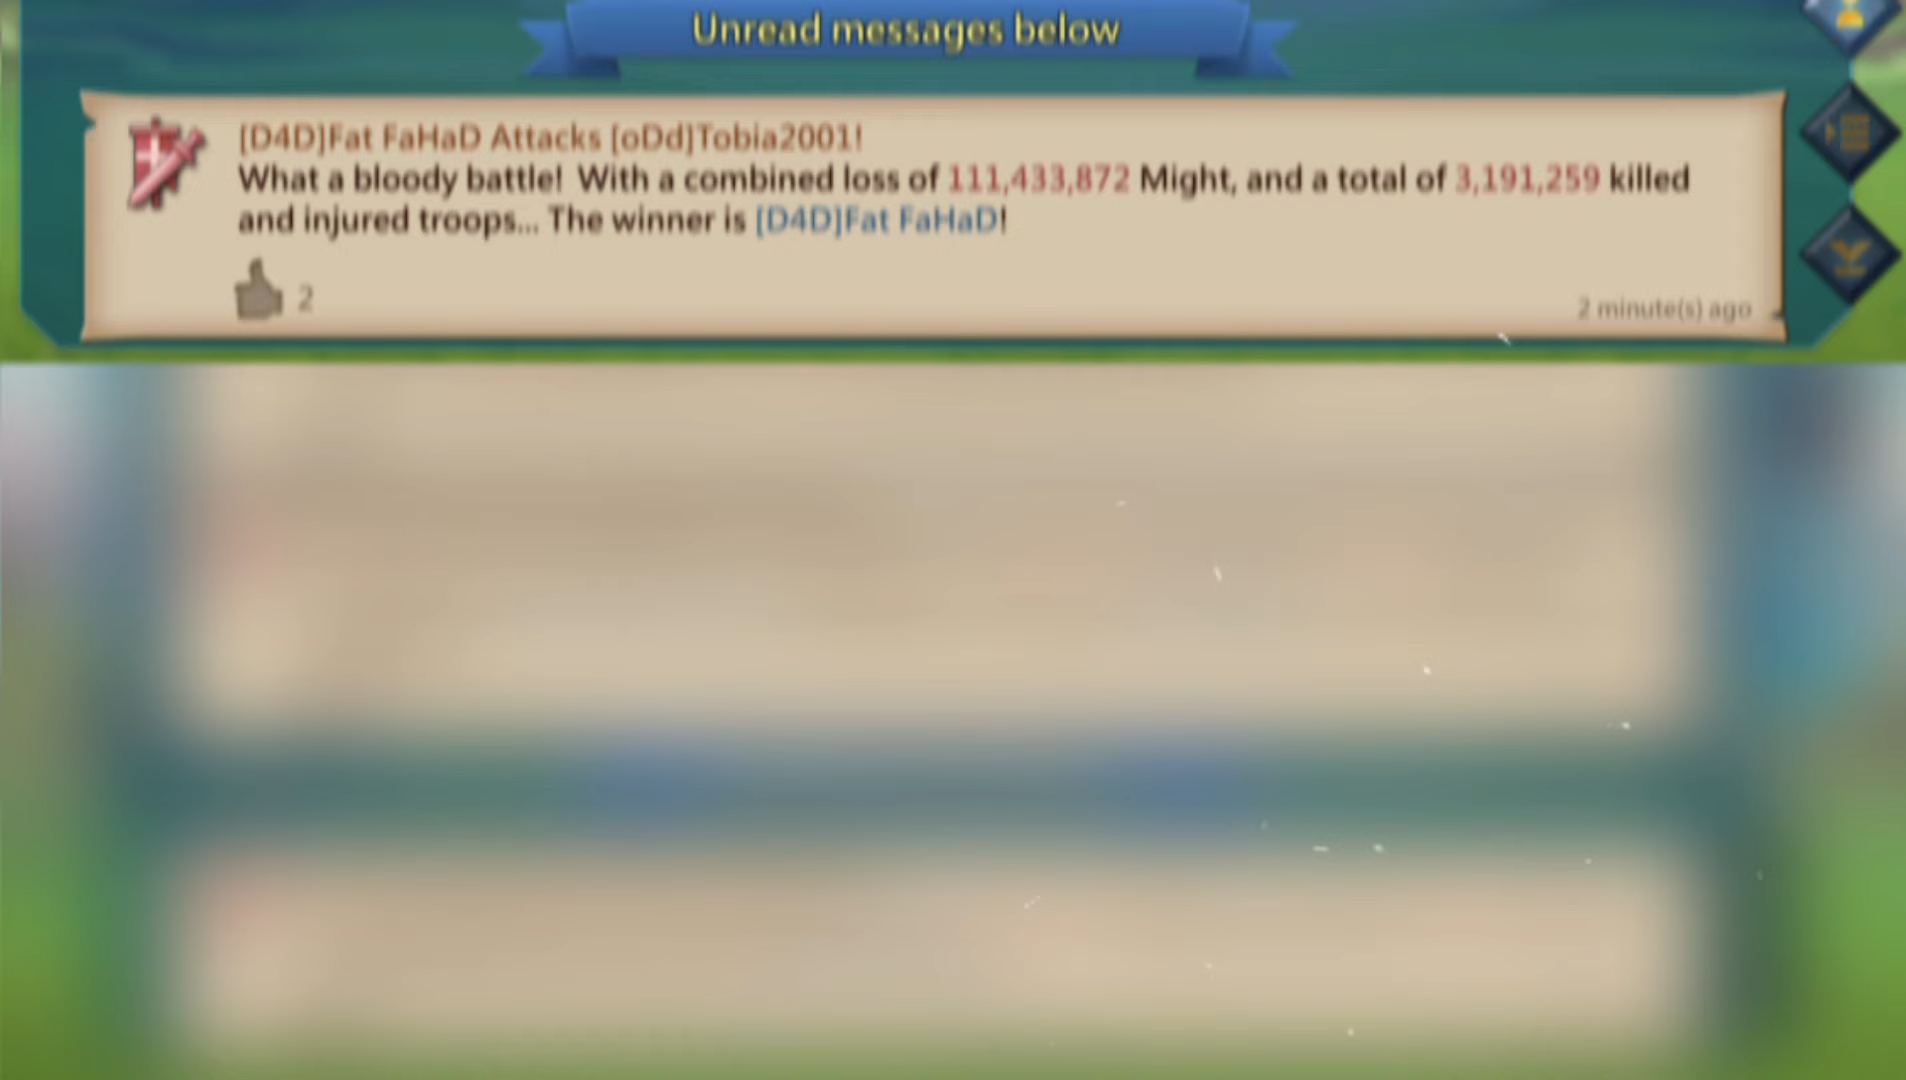 Unread messages below
[D4D]Fat FaHaD Attacks [oDd]Tobia2001!
What a bloody battle! With a combined loss of 111,433,872 Might, and a total of 3,191,259 killed
and injured troops... The winner is [D4D]Fat FaHaD!
2
2 minute(s) ago